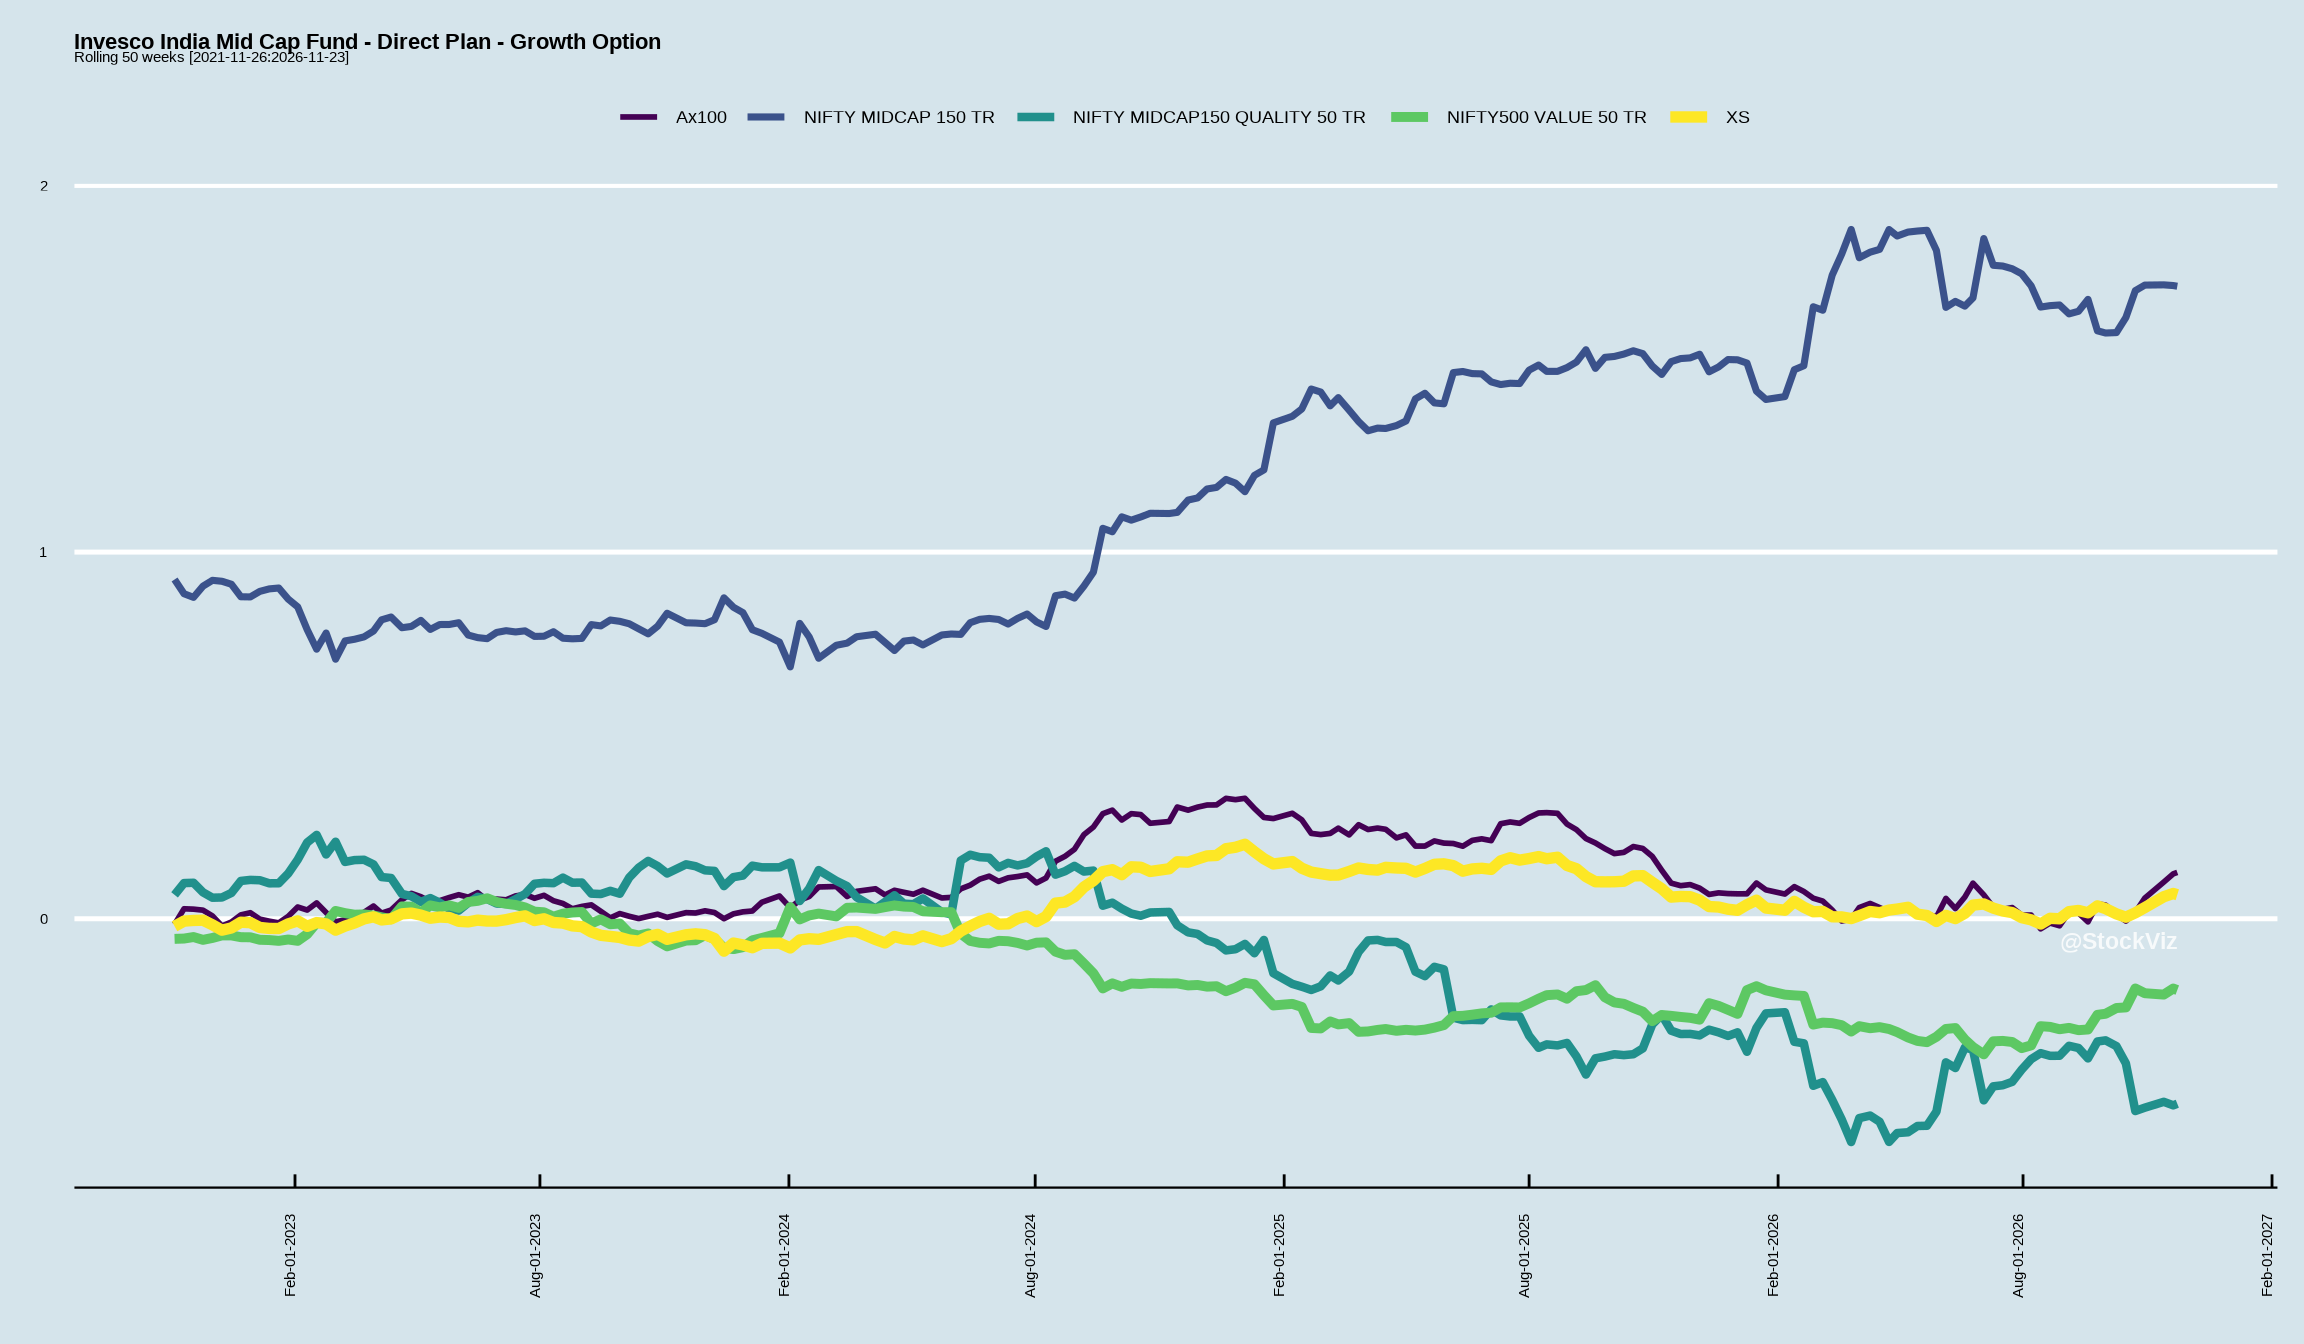 Invesco India Mid Cap Fund - Direct Plan - Growth Option
Rolling 50 weeks [2021-11-26:2026-11-23]
Ax100 NIFTY MIDCAP 150 TR NIFTY MIDCAP150 QUALITY 50 TR NIFTY500 VALUE 50 TR XS
2
1
0
@StockViz
Feb-01-2023 Aug-01-2023 Feb-01-2024 Aug-01-2024 Feb-01-2025 Aug-01-2025 Feb-01-2026 Aug-01-2026 Feb-01-2027